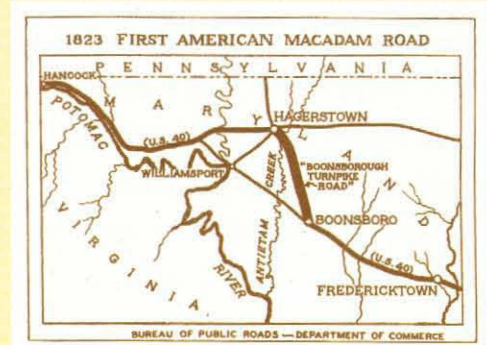 1823 FIRST AMERICAN MACADAM ROAD
PENNSYLVANIA
HANCOCK
MARYLAND
POTOMAC
HAGERSTOWN
(U.S. 40)
WILLIAMSPORT
"BOONSBOROUGH
TURNPIKE
ROAD"
CREEK
ANTIETAM
BOONSBORO
VIRGINIA
RIVER
(U.S. 40)
FREDERICKTOWN
BUREAU OF PUBLIC ROADS — DEPARTMENT OF COMMERCE